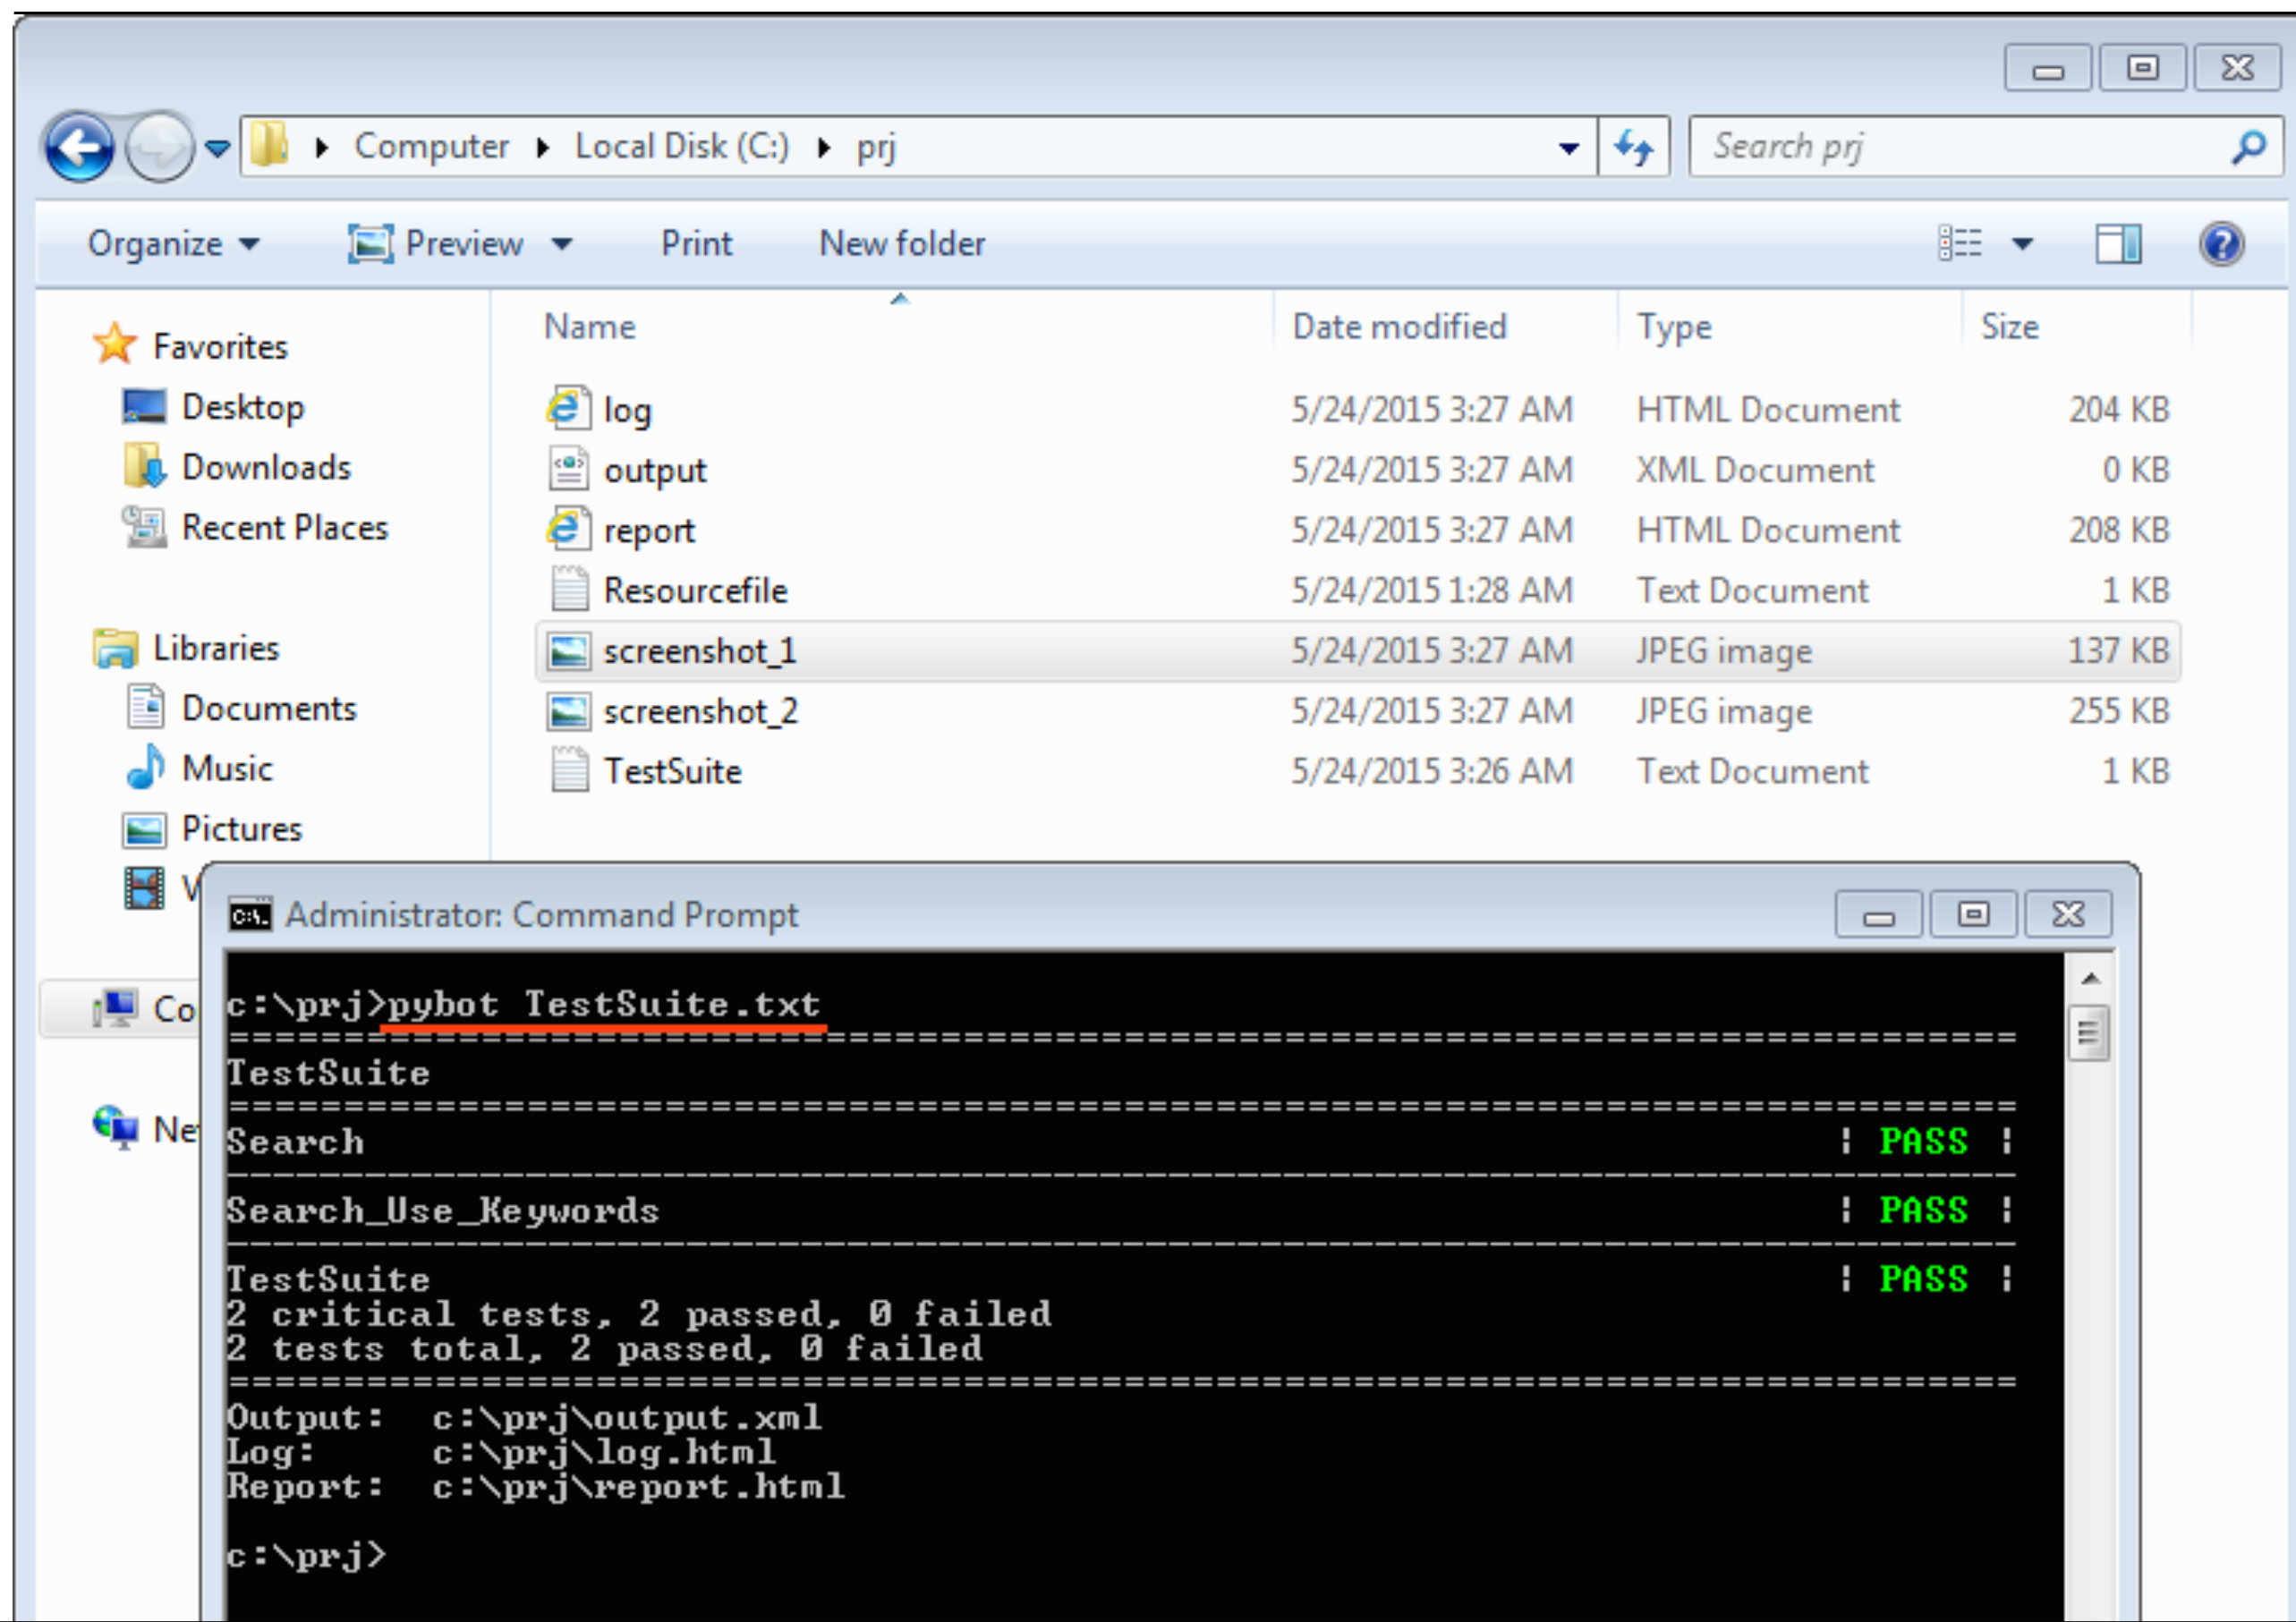 Computer Local Disk (C:) prj
Search prj
Organize Preview Print New folder
Name Date modified Type Size
Favorites
Desktop
Downloads
Recent Places
Libraries
Documents
Music
Pictures
V
Co
Ne
log 5/24/2015 3:27 AM HTML Document 204 KB
output 5/24/2015 3:27 AM XML Document 0 KB
report 5/24/2015 3:27 AM HTML Document 208 KB
Resourcefile 5/24/2015 1:28 AM Text Document 1 KB
screenshot_1 5/24/2015 3:27 AM JPEG image 137 KB
screenshot_2 5/24/2015 3:27 AM JPEG image 255 KB
TestSuite 5/24/2015 3:26 AM Text Document 1 KB
C:\. Administrator: Command Prompt
c:\prj>pybot TestSuite.txt
==============================================================================
TestSuite
==============================================================================
Search | PASS |
------------------------------------------------------------------------------
Search_Use_Keywords | PASS |
------------------------------------------------------------------------------
TestSuite | PASS |
2 critical tests, 2 passed, 0 failed
2 tests total, 2 passed, 0 failed
==============================================================================
Output: c:\prj\output.xml
Log: c:\prj\log.html
Report: c:\prj\report.html
c:\prj>